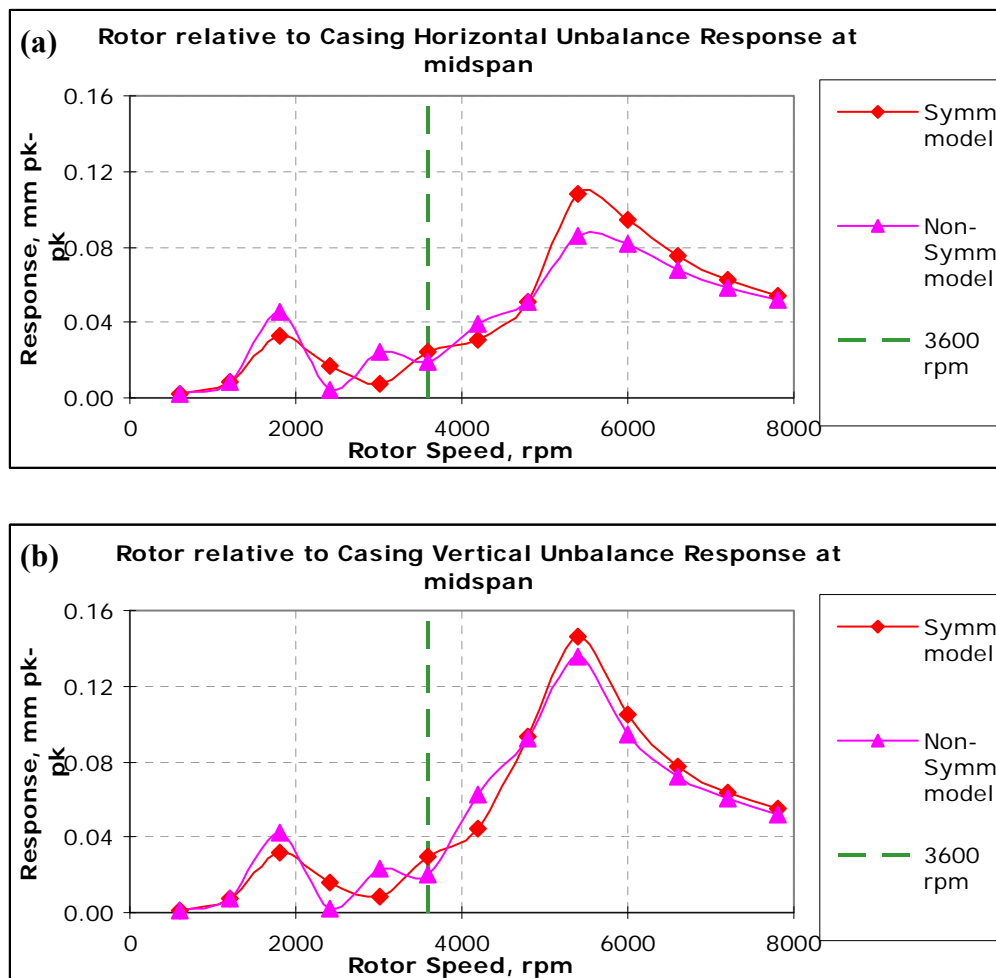 (a)
Rotor relative to Casing Horizontal Unbalance Response at
midspan
Response, mm pk-
pk
0.16
0.12
0.08
0.04
0.00
0
2000
4000
6000
8000
Rotor Speed, rpm
Symm
model
Non-
Symm
model
3600
rpm
(b)
Rotor relative to Casing Vertical Unbalance Response at
midspan
Response, mm pk-
pk
0.16
0.12
0.08
0.04
0.00
0
2000
4000
6000
8000
Rotor Speed, rpm
Symm
model
Non-
Symm
model
3600
rpm